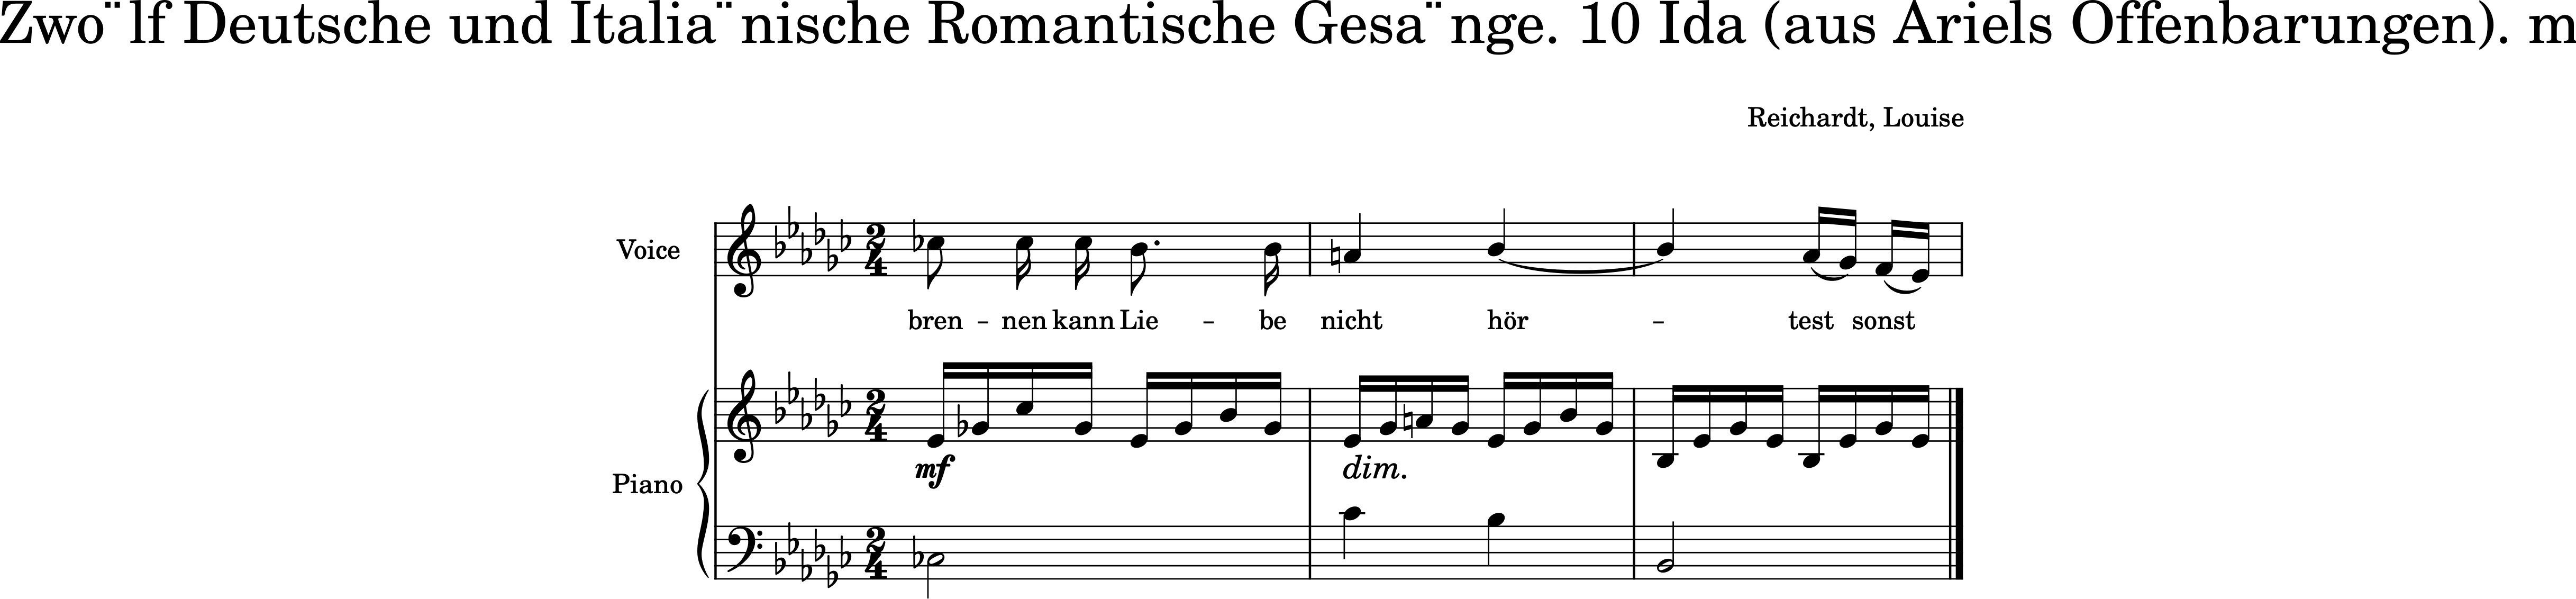 Zwo¨lf Deutsche und Italia¨nische Romantische Gesa¨nge. 10 Ida (aus Ariels Offenbarungen). m
Reichardt, Louise
Voice
bren - nen kann Lie - be nicht hör - test sonst
Piano
mf dim.